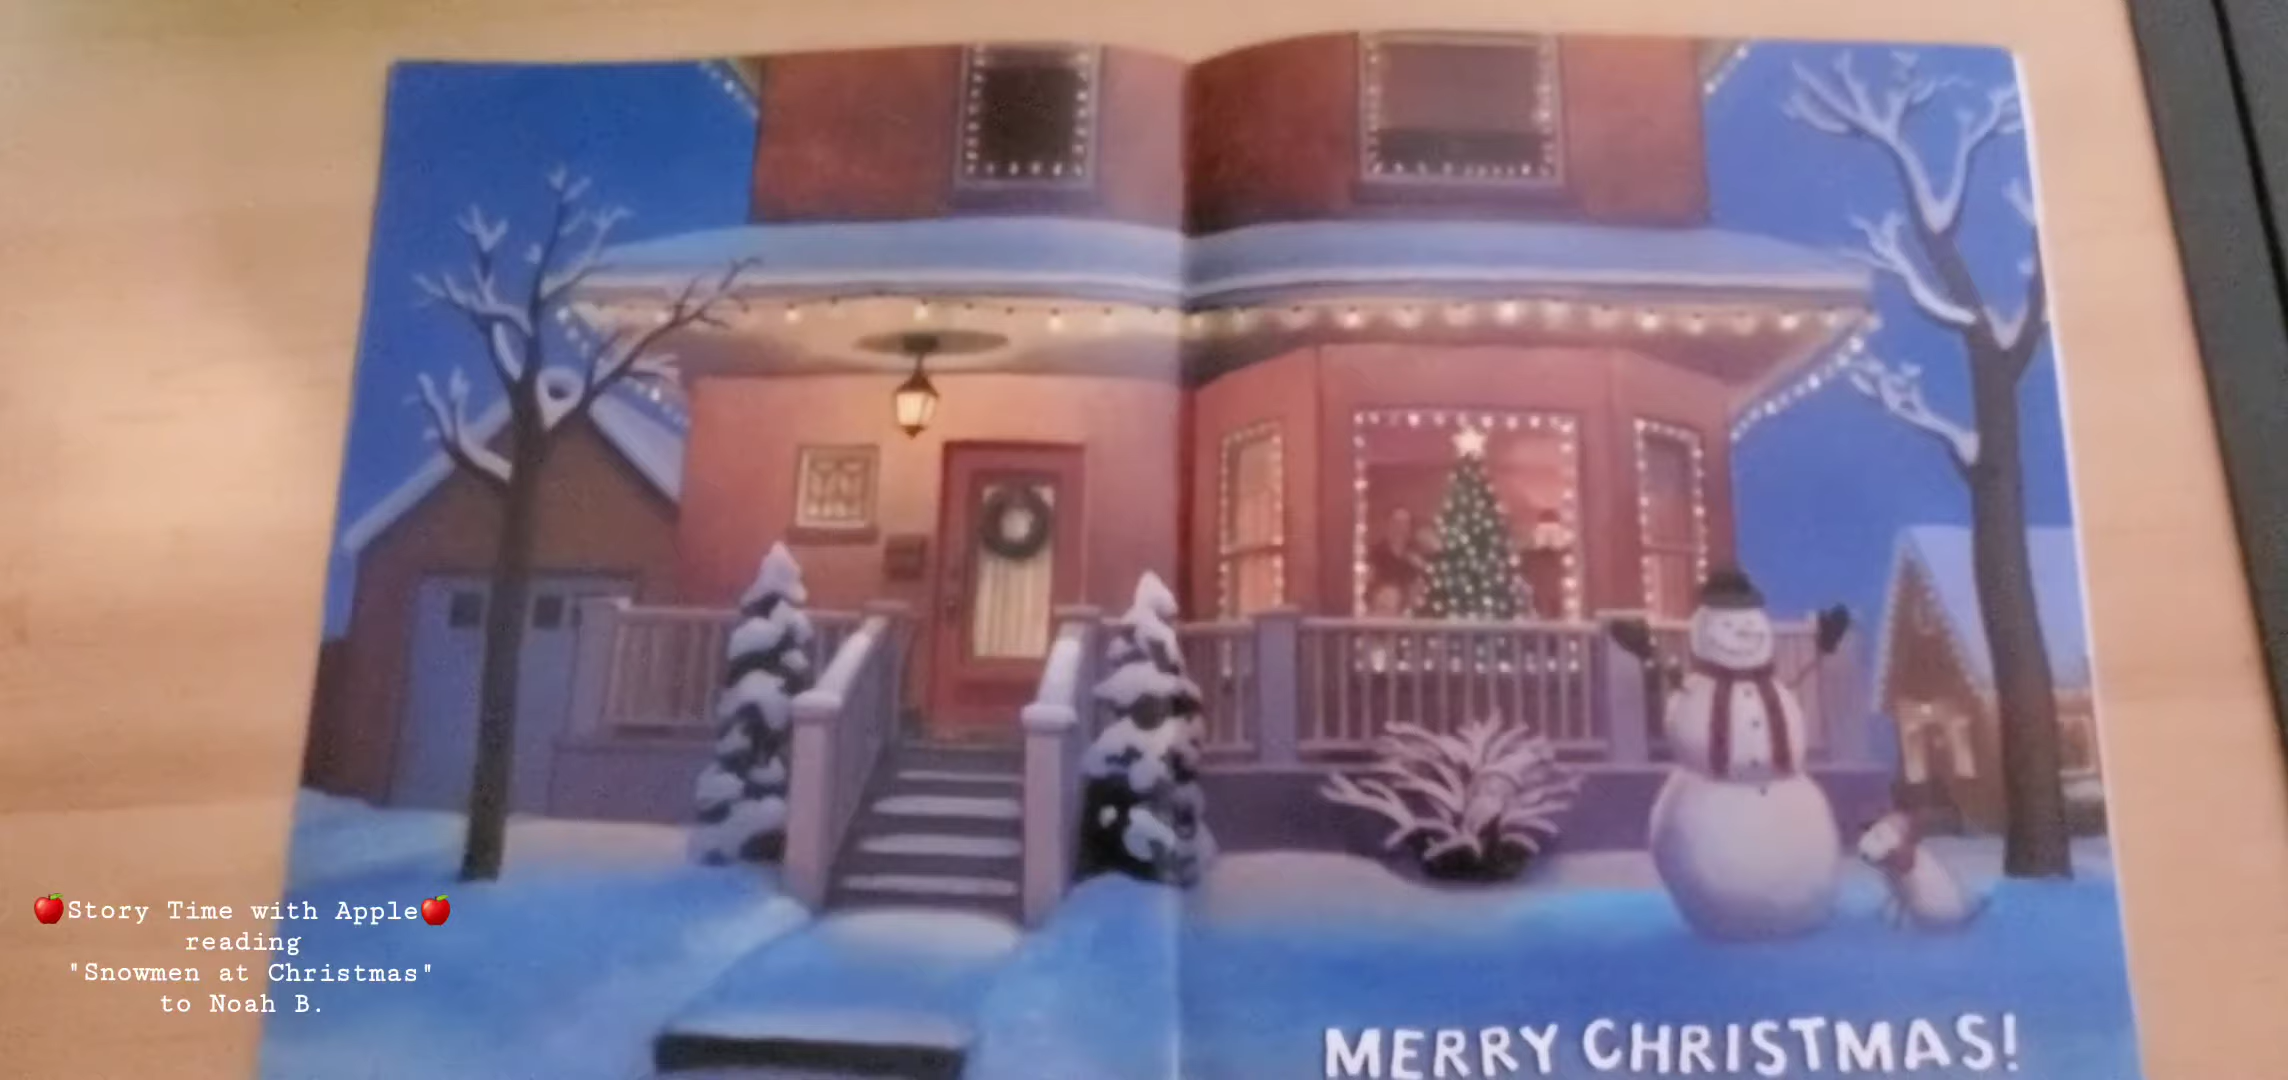 🍎Story Time with Apple🍎
reading
"Snowmen at Christmas"
to Noah B.
MERRY CHRISTMAS!